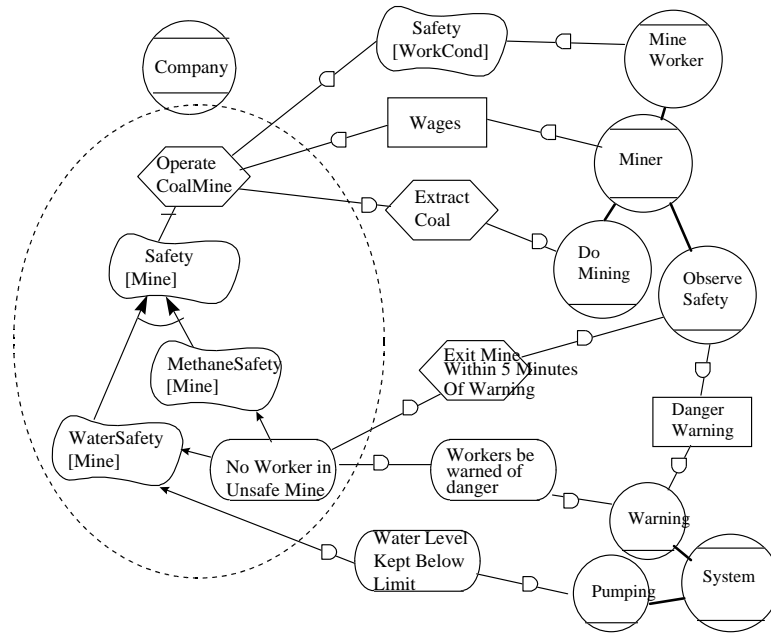 Safety
[WorkCond]
Mine
Worker
Company
Wages
Miner
Operate
CoalMine
Extract
Coal
Safety
[Mine]
Do
Mining
Observe
Safety
MethaneSafety
[Mine]
Exit Mine
Within 5 Minutes
Of Warning
Danger
Warning
WaterSafety
[Mine]
No Worker in
Unsafe Mine
Workers be
warned of
danger
Warning
Water Level
Kept Below
Limit
Pumping
System